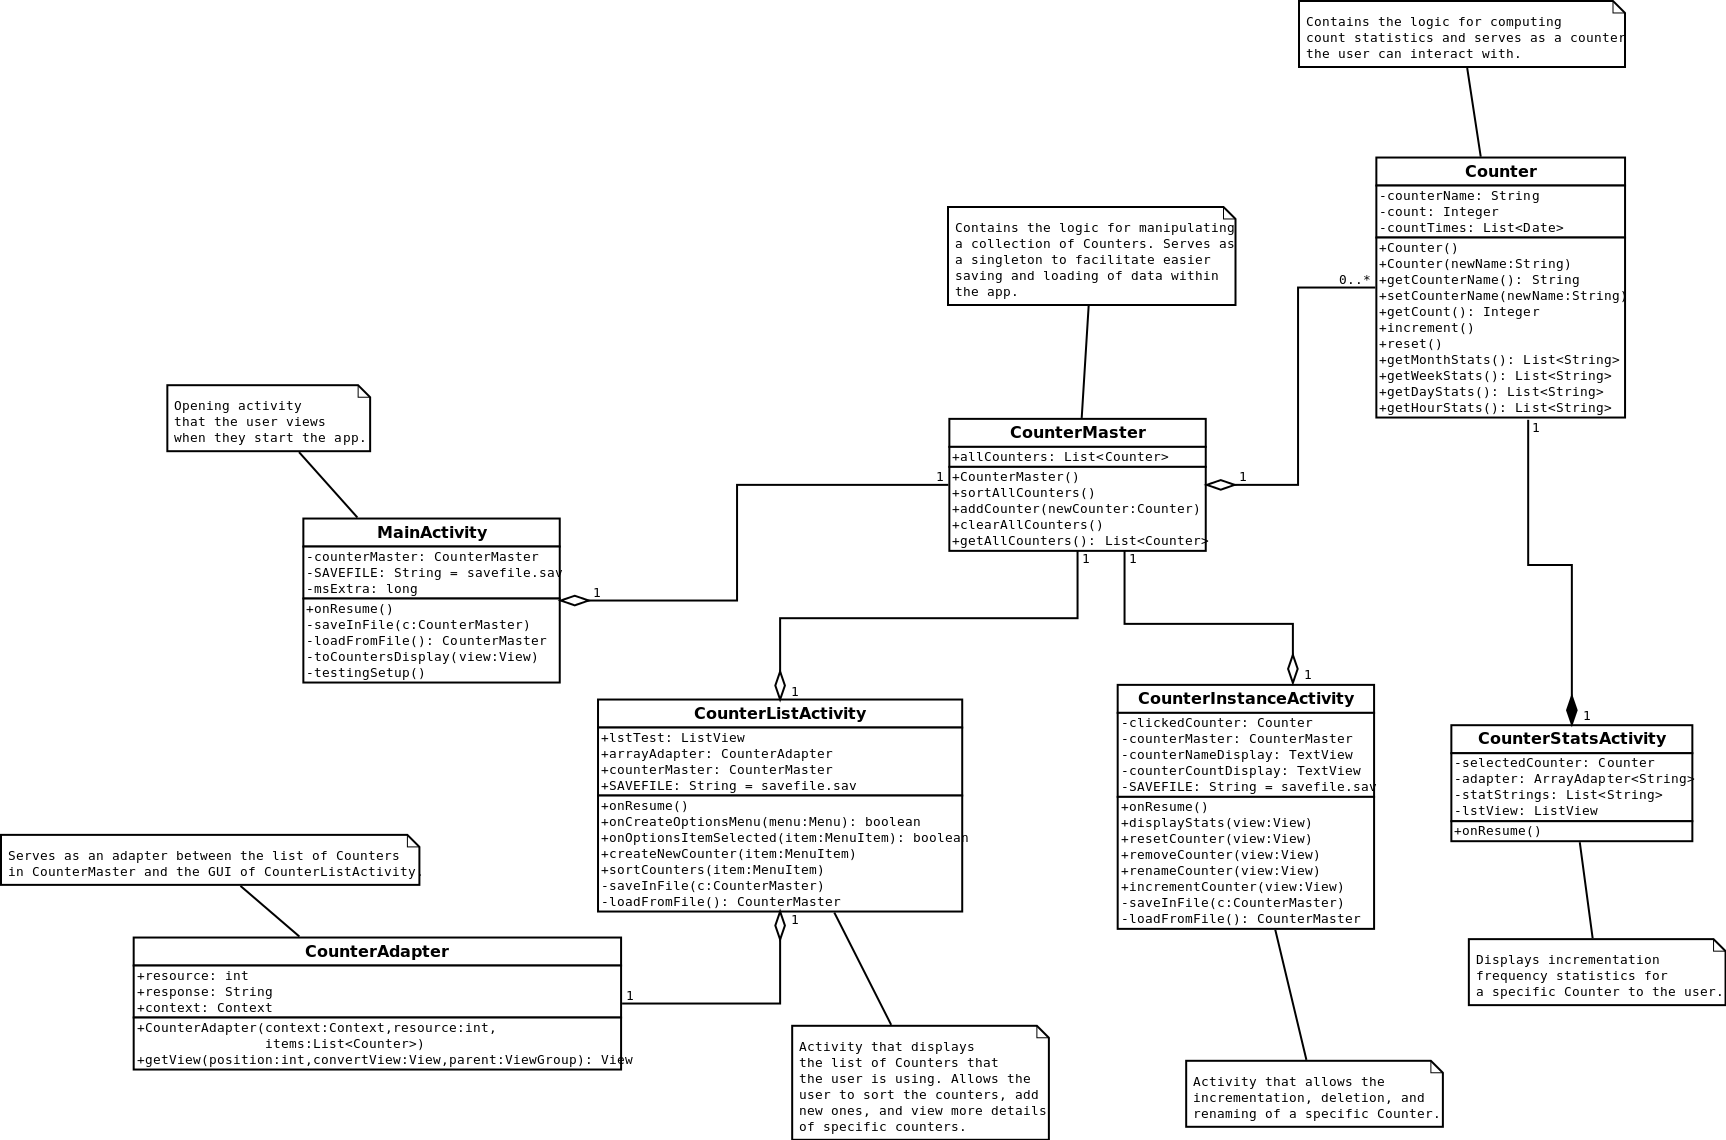 Contains the logic for computing
count statistics and serves as a counter
the user can interact with.
Counter
-counterName: String
-count: Integer
-countTimes: List<Date>
+Counter()
+Counter(newName:String)
+getCounterName(): String
+setCounterName(newName:String)
+getCount(): Integer
+increment()
+reset()
+getMonthStats(): List<String>
+getWeekStats(): List<String>
+getDayStats(): List<String>
+getHourStats(): List<String>
0..*
1
Contains the logic for manipulating
a collection of Counters. Serves as
a singleton to facilitate easier
saving and loading of data within
the app.
CounterMaster
+allCounters: List<Counter>
+CounterMaster()
+sortAllCounters()
+addCounter(newCounter:Counter)
+clearAllCounters()
+getAllCounters(): List<Counter>
1
1
1
1
Opening activity
that the user views
when they start the app.
MainActivity
-counterMaster: CounterMaster
-SAVEFILE: String = savefile.sav
-msExtra: long
+onResume()
-saveInFile(c:CounterMaster)
-loadFromFile(): CounterMaster
-toCountersDisplay(view:View)
-testingSetup()
1
1
CounterListActivity
+lstTest: ListView
+arrayAdapter: CounterAdapter
+counterMaster: CounterMaster
+SAVEFILE: String = savefile.sav
+onResume()
+onCreateOptionsMenu(menu:Menu): boolean
+onOptionsItemSelected(item:MenuItem): boolean
+createNewCounter(item:MenuItem)
+sortCounters(item:MenuItem)
-saveInFile(c:CounterMaster)
-loadFromFile(): CounterMaster
1
1
CounterInstanceActivity
-clickedCounter: Counter
-counterMaster: CounterMaster
-counterNameDisplay: TextView
-counterCountDisplay: TextView
-SAVEFILE: String = savefile.sav
+onResume()
+displayStats(view:View)
+resetCounter(view:View)
+removeCounter(view:View)
+renameCounter(view:View)
+incrementCounter(view:View)
-saveInFile(c:CounterMaster)
-loadFromFile(): CounterMaster
1
CounterStatsActivity
-selectedCounter: Counter
-adapter: ArrayAdapter<String>
-statStrings: List<String>
-lstView: ListView
+onResume()
Serves as an adapter between the list of Counters
in CounterMaster and the GUI of CounterListActivity.
CounterAdapter
+resource: int
+response: String
+context: Context
+CounterAdapter(context:Context,resource:int,
items:List<Counter>)
+getView(position:int,convertView:View,parent:ViewGroup): View
1
Activity that displays
the list of Counters that
the user is using. Allows the
user to sort the counters, add
new ones, and view more details
of specific counters.
Activity that allows the
incrementation, deletion, and
renaming of a specific Counter.
Displays incrementation
frequency statistics for
a specific Counter to the user.